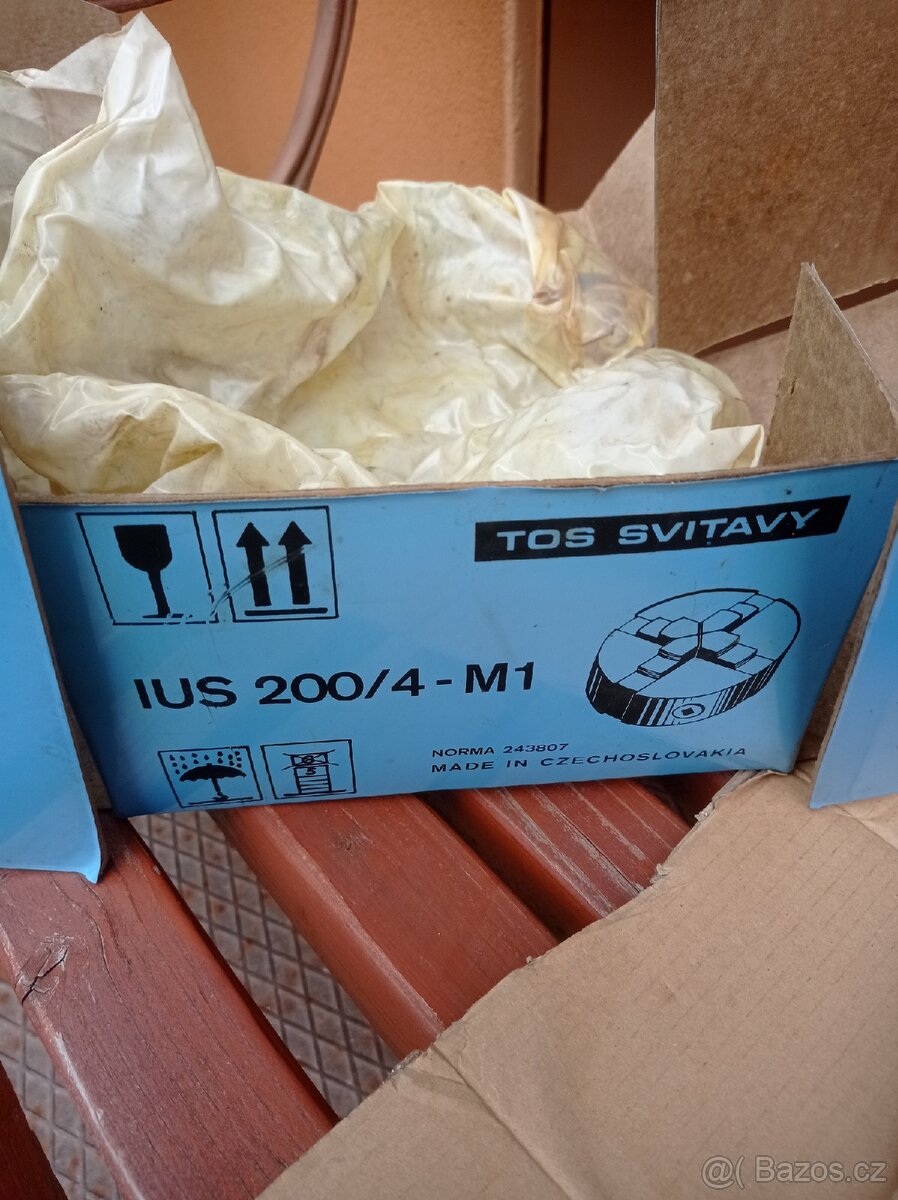 TOS SVITAVY
IUS 200/4-M1
NORMA 243807
MADE IN CZECHOSLOVAKIA
@( Bazos.cz